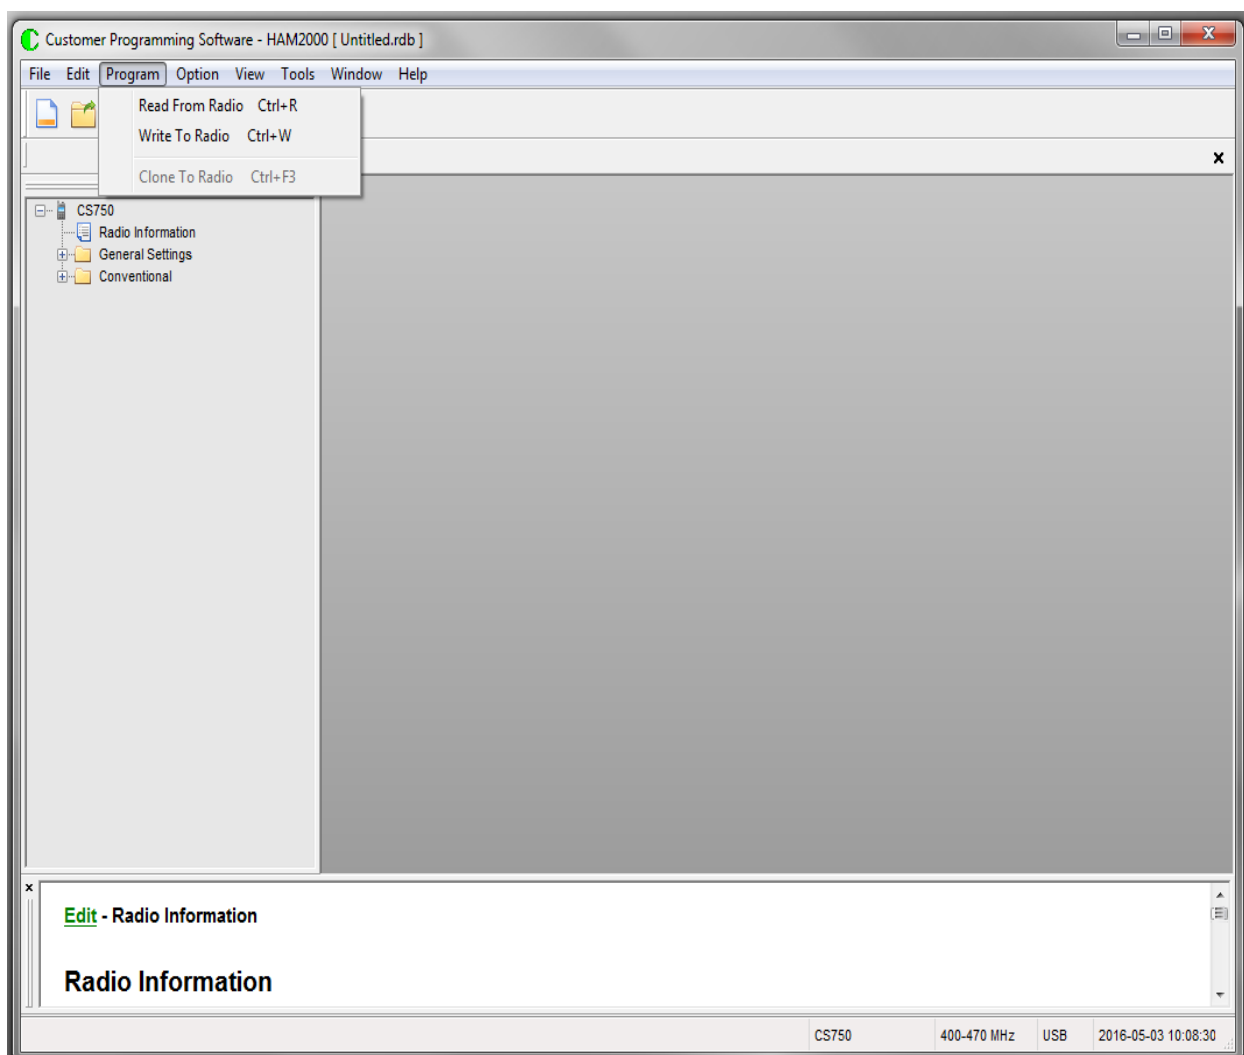 Customer Programming Software - HAM2000 [ Untitled.rdb ]
File Edit Program Option View Tools Window Help
Read From Radio Ctrl+R
Write To Radio Ctrl+W
Clone To Radio Ctrl+F3
CS750
Radio Information
General Settings
Conventional
Edit - Radio Information
Radio Information
CS750 400-470 MHz USB 2016-05-03 10:08:30